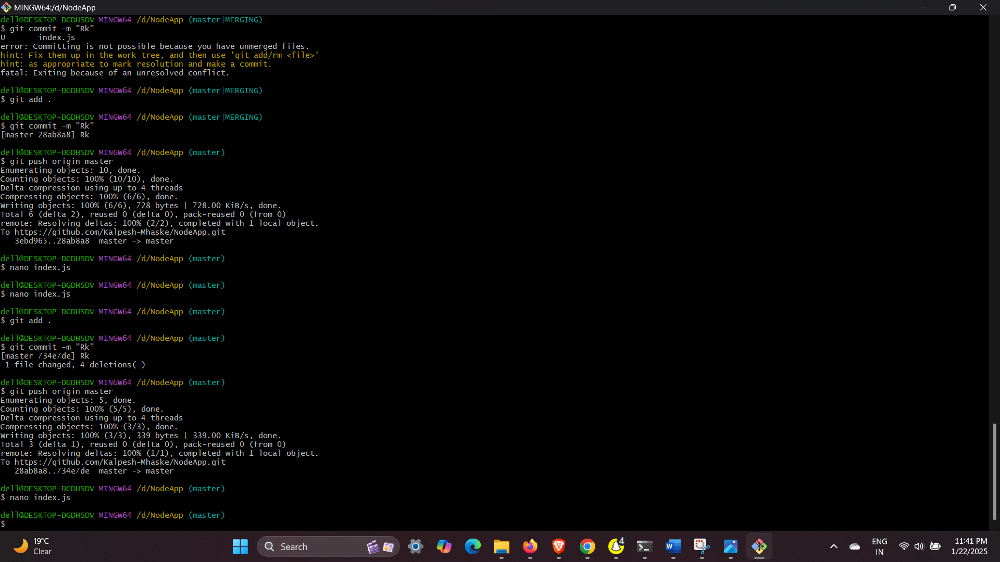 MINGW64:/d/NodeApp
dell@DESKTOP-DGDHSDV MINGW64 /d/NodeApp (master|MERGING)
$ git commit -m "Rk"
U       index.js
error: Committing is not possible because you have unmerged files.
hint: Fix them up in the work tree, and then use 'git add/rm <file>'
hint: as appropriate to mark resolution and make a commit.
fatal: Exiting because of an unresolved conflict.
dell@DESKTOP-DGDHSDV MINGW64 /d/NodeApp (master|MERGING)
$ git add .
dell@DESKTOP-DGDHSDV MINGW64 /d/NodeApp (master|MERGING)
$ git commit -m "Rk"
[master 28ab8a8] Rk
dell@DESKTOP-DGDHSDV MINGW64 /d/NodeApp (master)
$ git push origin master
Enumerating objects: 10, done.
Counting objects: 100% (10/10), done.
Delta compression using up to 4 threads
Compressing objects: 100% (6/6), done.
Writing objects: 100% (6/6), 728 bytes | 728.00 KiB/s, done.
Total 6 (delta 2), reused 0 (delta 0), pack-reused 0 (from 0)
remote: Resolving deltas: 100% (2/2), completed with 1 local object.
To https://github.com/Kalpesh-Mhaske/NodeApp.git
   3ebd965..28ab8a8  master -> master
dell@DESKTOP-DGDHSDV MINGW64 /d/NodeApp (master)
$ nano index.js
dell@DESKTOP-DGDHSDV MINGW64 /d/NodeApp (master)
$ nano index.js
dell@DESKTOP-DGDHSDV MINGW64 /d/NodeApp (master)
$ git add .
dell@DESKTOP-DGDHSDV MINGW64 /d/NodeApp (master)
$ git commit -m "Rk"
[master 734e7de] Rk
 1 file changed, 4 deletions(-)
dell@DESKTOP-DGDHSDV MINGW64 /d/NodeApp (master)
$ git push origin master
Enumerating objects: 5, done.
Counting objects: 100% (5/5), done.
Delta compression using up to 4 threads
Compressing objects: 100% (3/3), done.
Writing objects: 100% (3/3), 339 bytes | 339.00 KiB/s, done.
Total 3 (delta 1), reused 0 (delta 0), pack-reused 0 (from 0)
remote: Resolving deltas: 100% (1/1), completed with 1 local object.
To https://github.com/Kalpesh-Mhaske/NodeApp.git
   28ab8a8..734e7de  master -> master
dell@DESKTOP-DGDHSDV MINGW64 /d/NodeApp (master)
$ nano index.js
dell@DESKTOP-DGDHSDV MINGW64 /d/NodeApp (master)
$
19°C
Clear
Search
4
W
ENG
IN
11:41 PM
1/22/2025